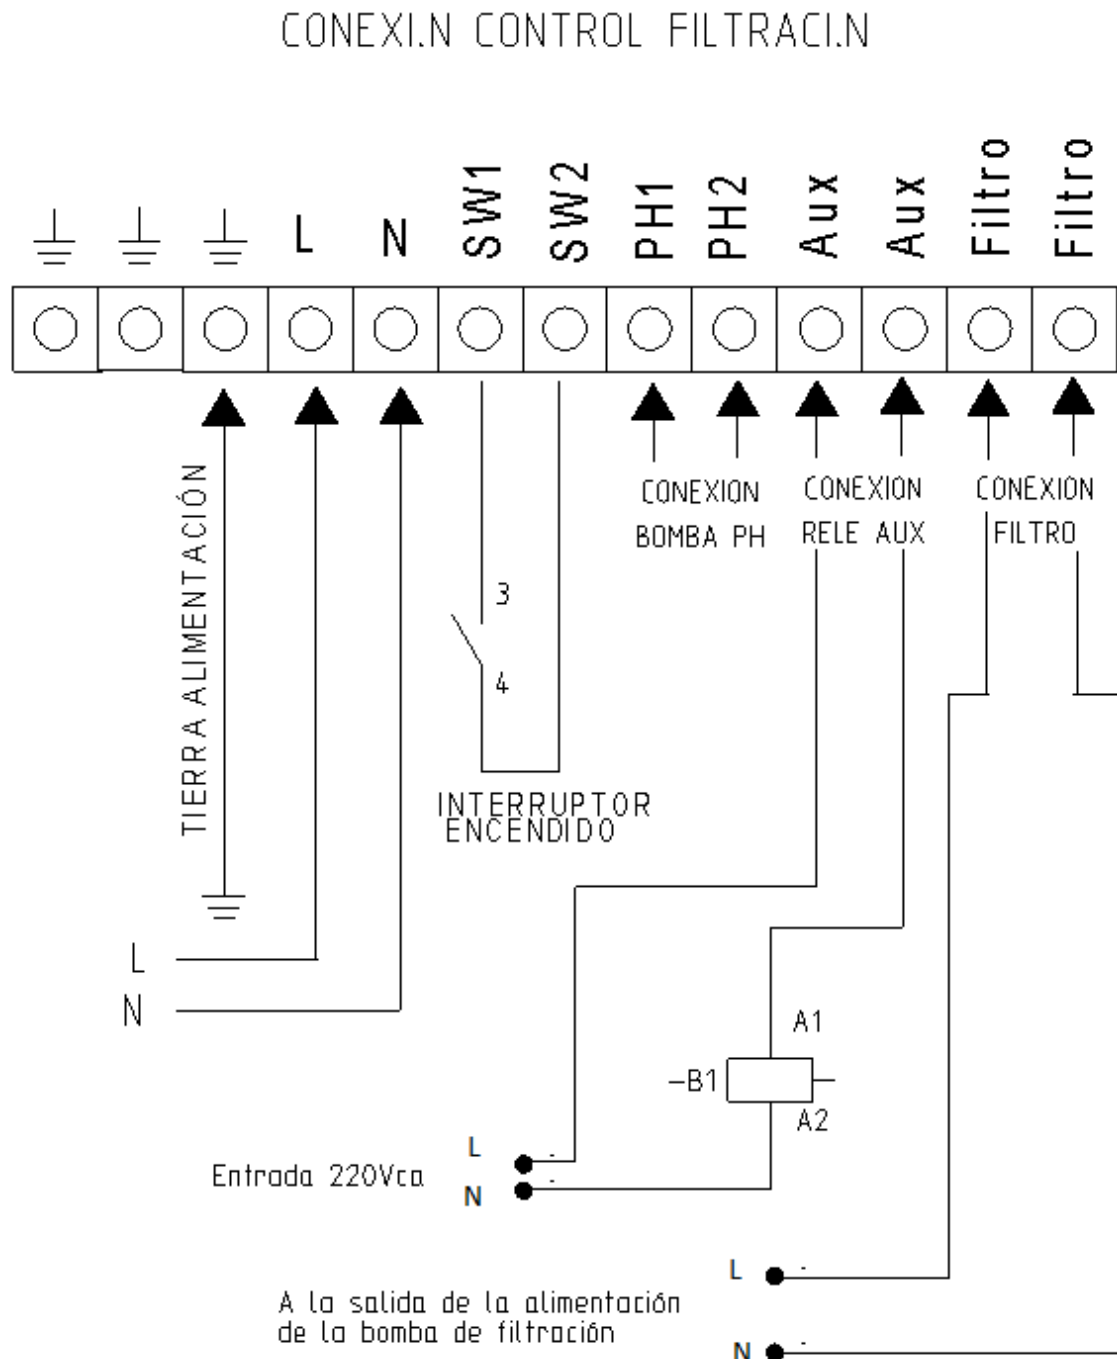 CONEXI.N CONTROL FILTRACI.N
L N SW1 SW2 PH1 PH2 Aux Aux Filtro Filtro
TIERRA ALIMENTACIÓN
CONEXION
BOMBA PH
CONEXION
RELE AUX
CONEXION
FILTRO
3
4
INTERRUPTOR
ENCENDIDO
L
N
A1
-B1
A2
Entrada 220Vca
L
N
A la salida de la alimentación
de la bomba de filtración
L
N